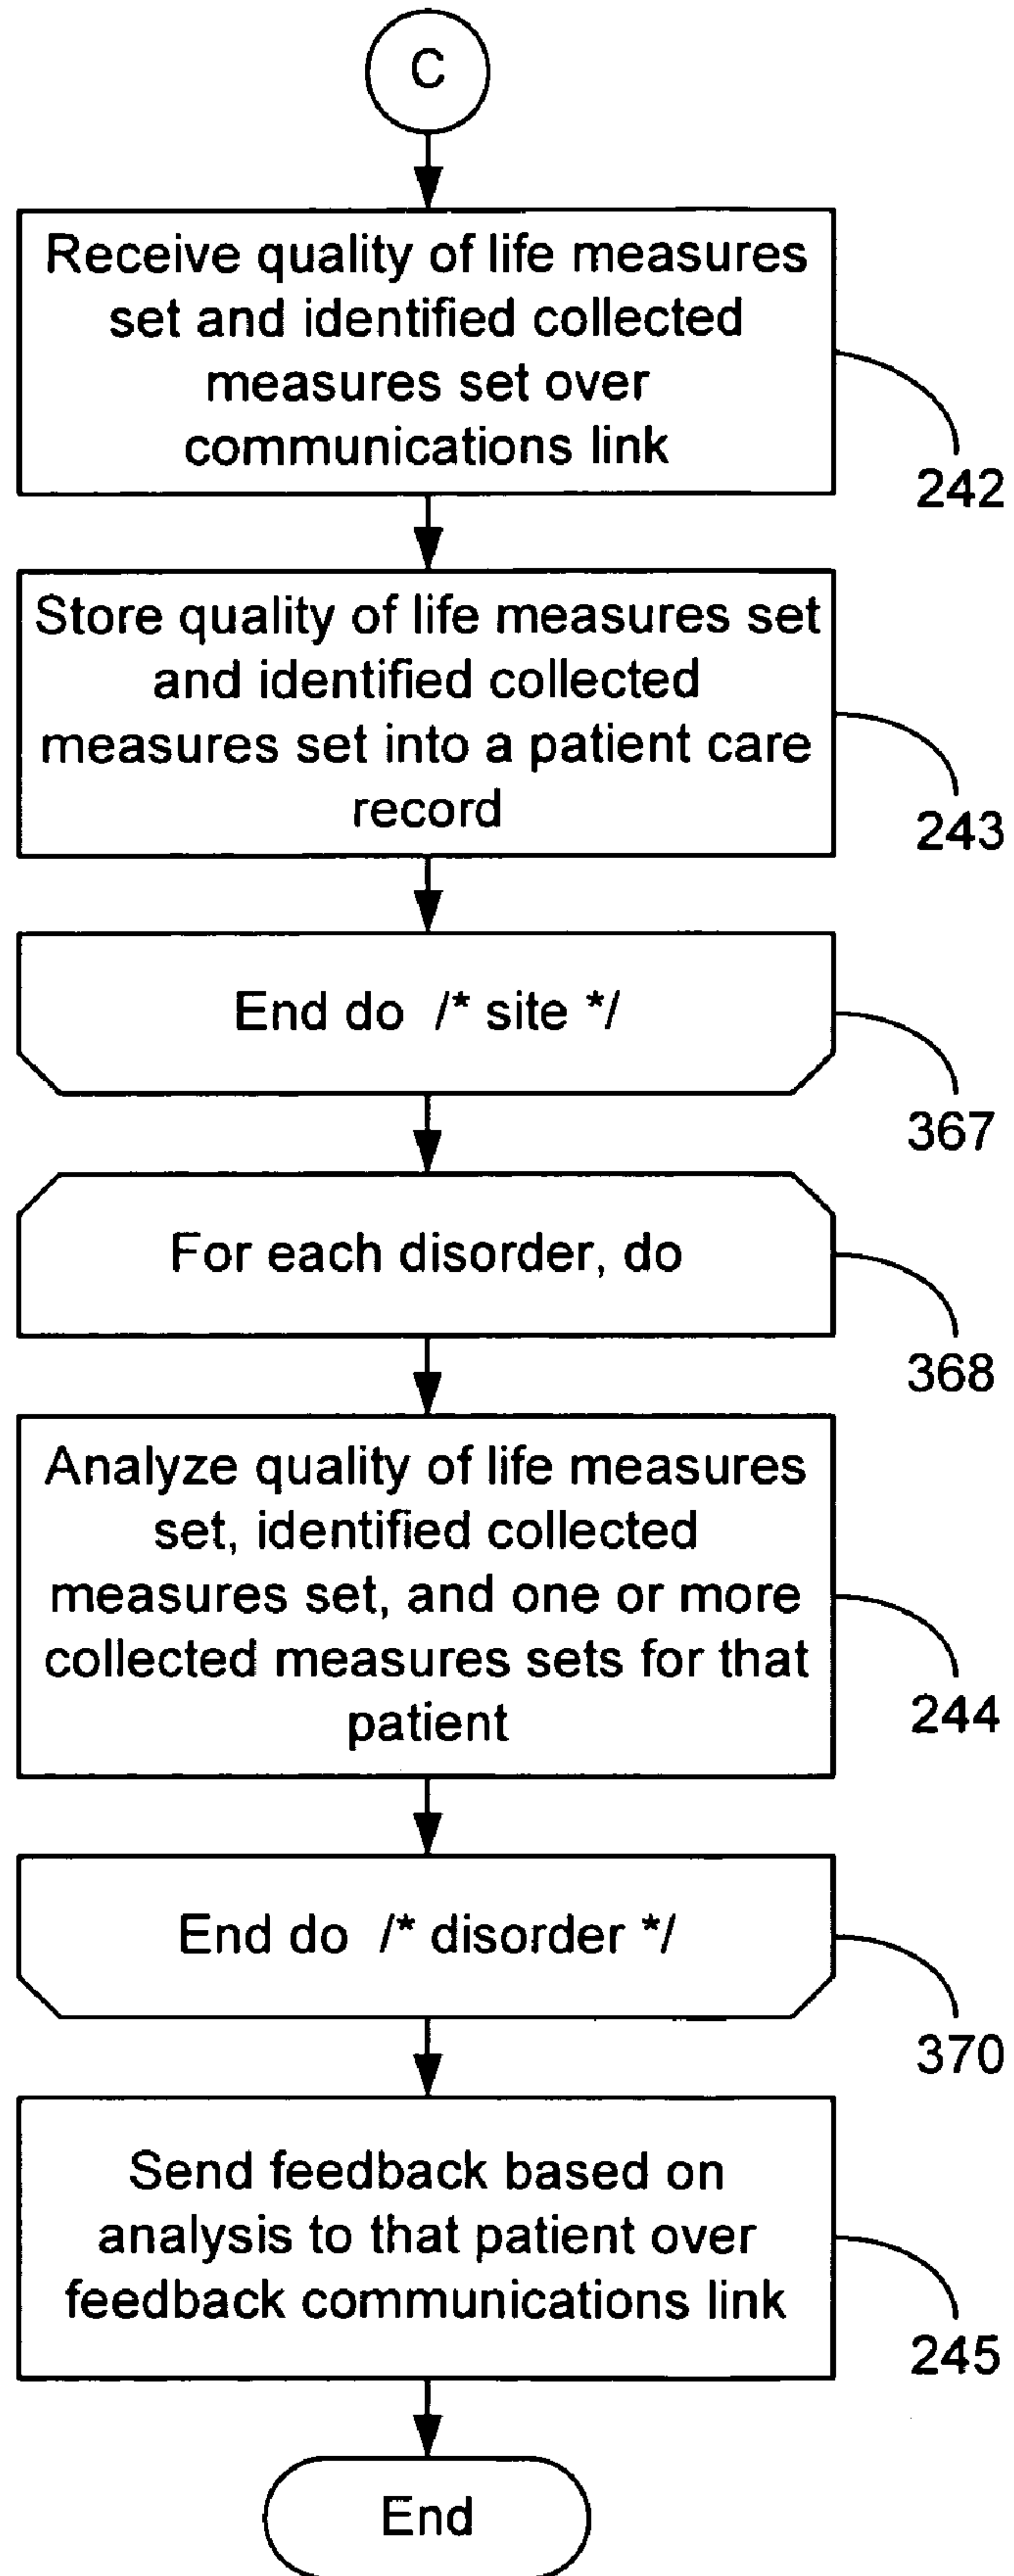 C
Receive quality of life measures
set and identified collected
measures set over
communications link
242
Store quality of life measures set
and identified collected
measures set into a patient care
record
243
End do /* site */
367
For each disorder, do
368
Analyze quality of life measures
set, identified collected
measures set, and one or more
collected measures sets for that
patient
244
End do /* disorder */
370
Send feedback based on
analysis to that patient over
feedback communications link
245
End